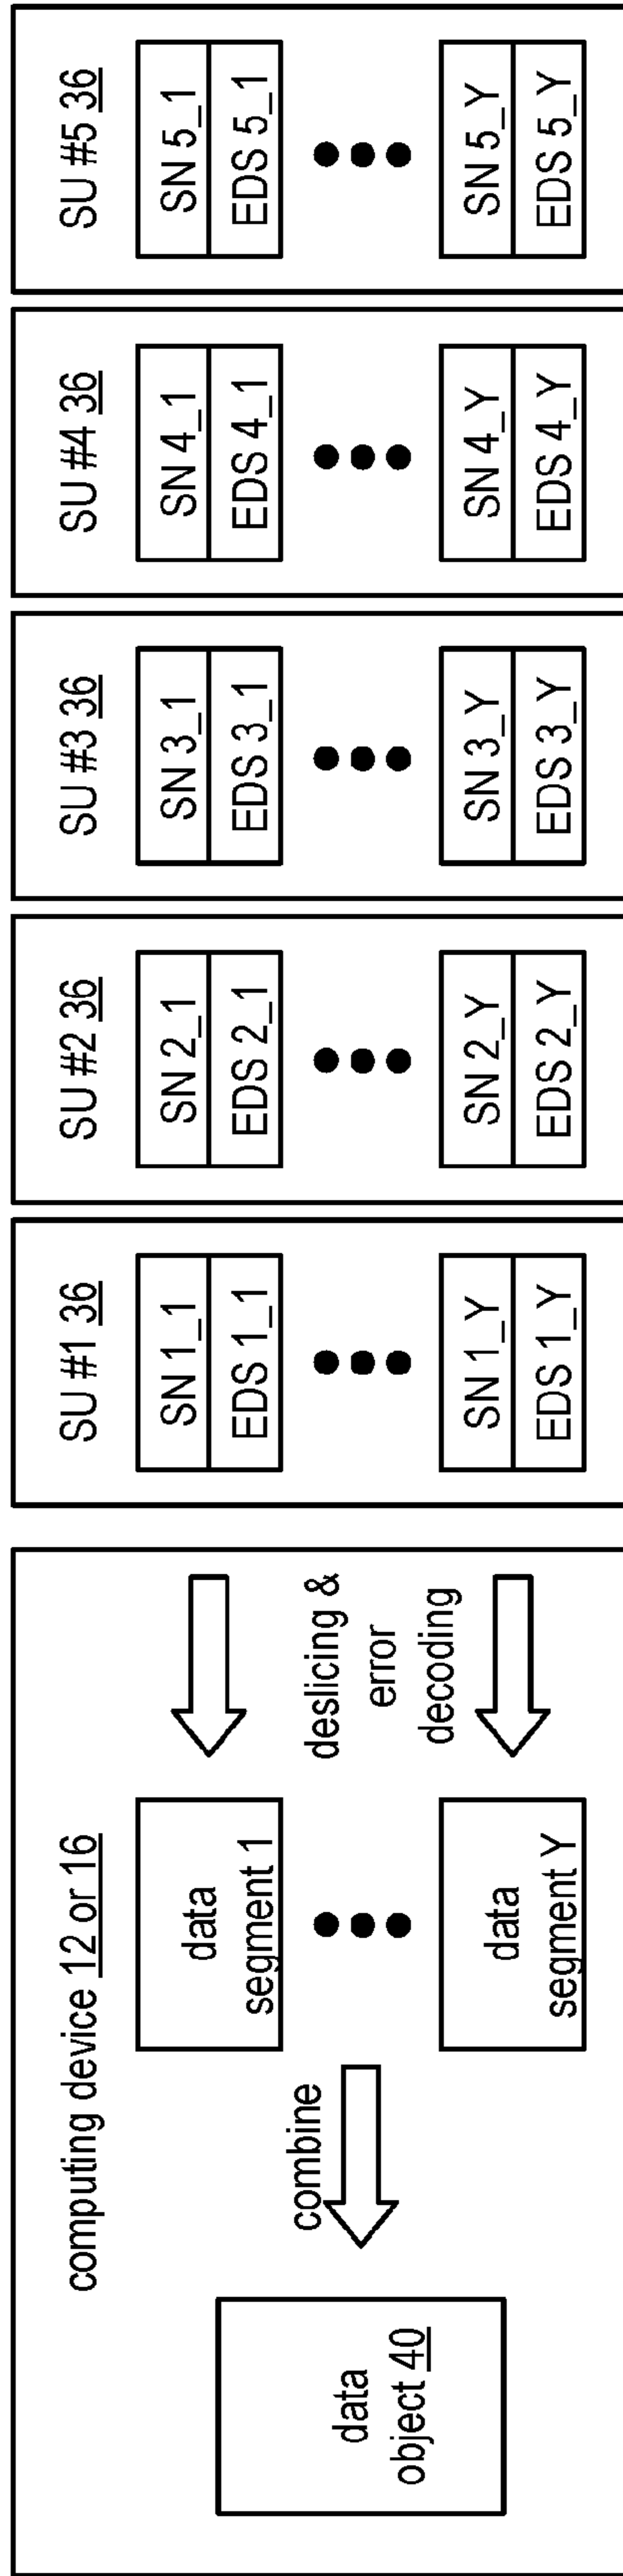 computing device 12 or 16
data
object 40
combine
data
segment 1
data
segment Y
deslicing &
error
decoding
SU #1 36
SN 1_1
EDS 1_1
SN 1_Y
EDS 1_Y
SU #2 36
SN 2_1
EDS 2_1
SN 2_Y
EDS 2_Y
SU #3 36
SN 3_1
EDS 3_1
SN 3_Y
EDS 3_Y
SU #4 36
SN 4_1
EDS 4_1
SN 4_Y
EDS 4_Y
SU #5 36
SN 5_1
EDS 5_1
SN 5_Y
EDS 5_Y